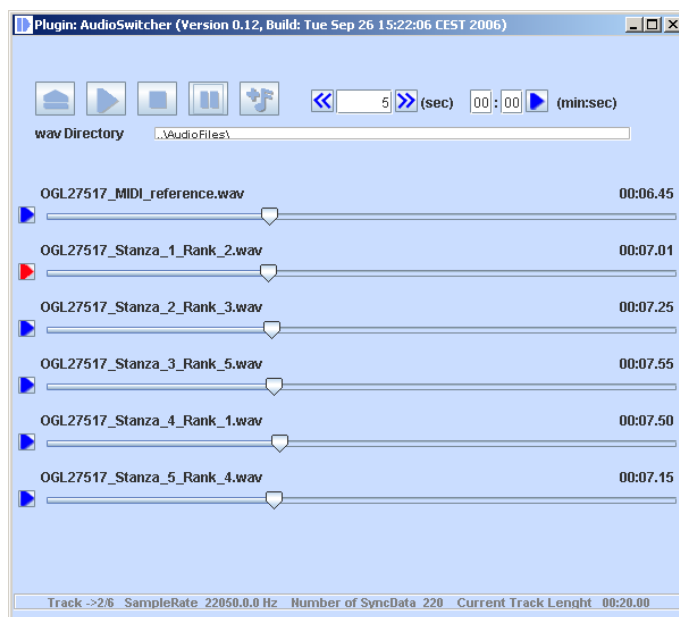 Plugin: AudioSwitcher (Version 0.12, Build: Tue Sep 26 15:22:06 CEST 2006)
5 (sec) 00 : 00 (min:sec)
wav Directory ..\AudioFiles\
OGL27517_MIDI_reference.wav 00:06.45
OGL27517_Stanza_1_Rank_2.wav 00:07.01
OGL27517_Stanza_2_Rank_3.wav 00:07.25
OGL27517_Stanza_3_Rank_5.wav 00:07.55
OGL27517_Stanza_4_Rank_1.wav 00:07.50
OGL27517_Stanza_5_Rank_4.wav 00:07.15
Track ->2/6 SampleRate 22050.0.0 Hz Number of SyncData 220 Current Track Lenght 00:20.00